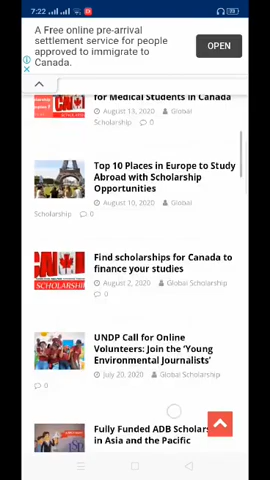 7:22
A Free online pre-arrival
settlement service for people
approved to immigrate to
Canada.
OPEN
for Medical Students in Canada
August 13, 2020 Global
Scholarship 0
Top 10 Places in Europe to Study
Abroad with Scholarship
Opportunities
August 10, 2020 Global
Scholarship 0
Find scholarships for Canada to
finance your studies
August 2, 2020 Global Scholarship
0
SCHOLARSHIP
UNDP Call for Online
Volunteers: Join the ‘Young
Environmental Journalists’
July 20, 2020 Global Scholarship
0
Fully Funded ADB Scholars
in Asia and the Pacific